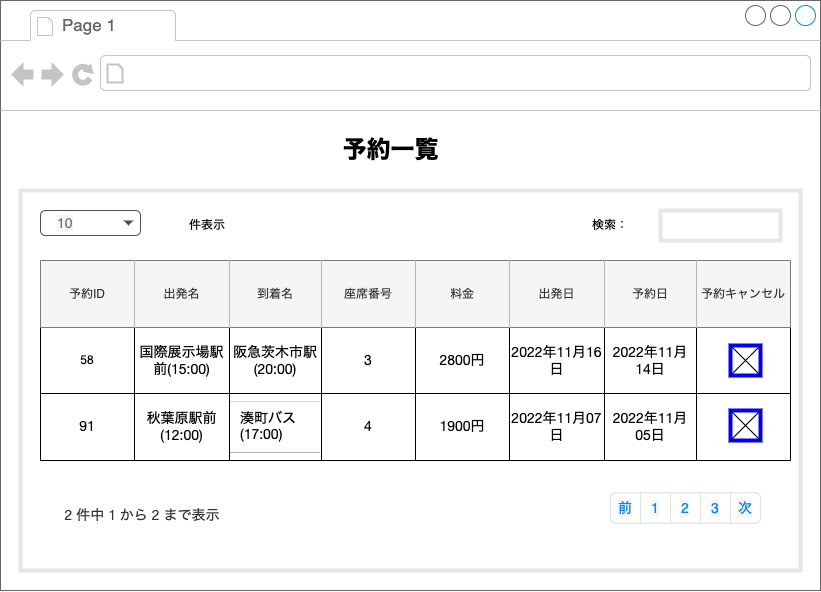 Page 1
予約一覧
10 件表示 検索：
予約ID 出発名 到着名 座席番号 料金 出発日 予約日 予約キャンセル
58 国際展示場駅前(15:00) 阪急茨木市駅(20:00) 3 2800円 2022年11月16日 2022年11月14日
91 秋葉原駅前(12:00) 湊町バス(17:00) 4 1900円 2022年11月07日 2022年11月05日
2 件中 1 から 2 まで表示 前 1 2 3 次